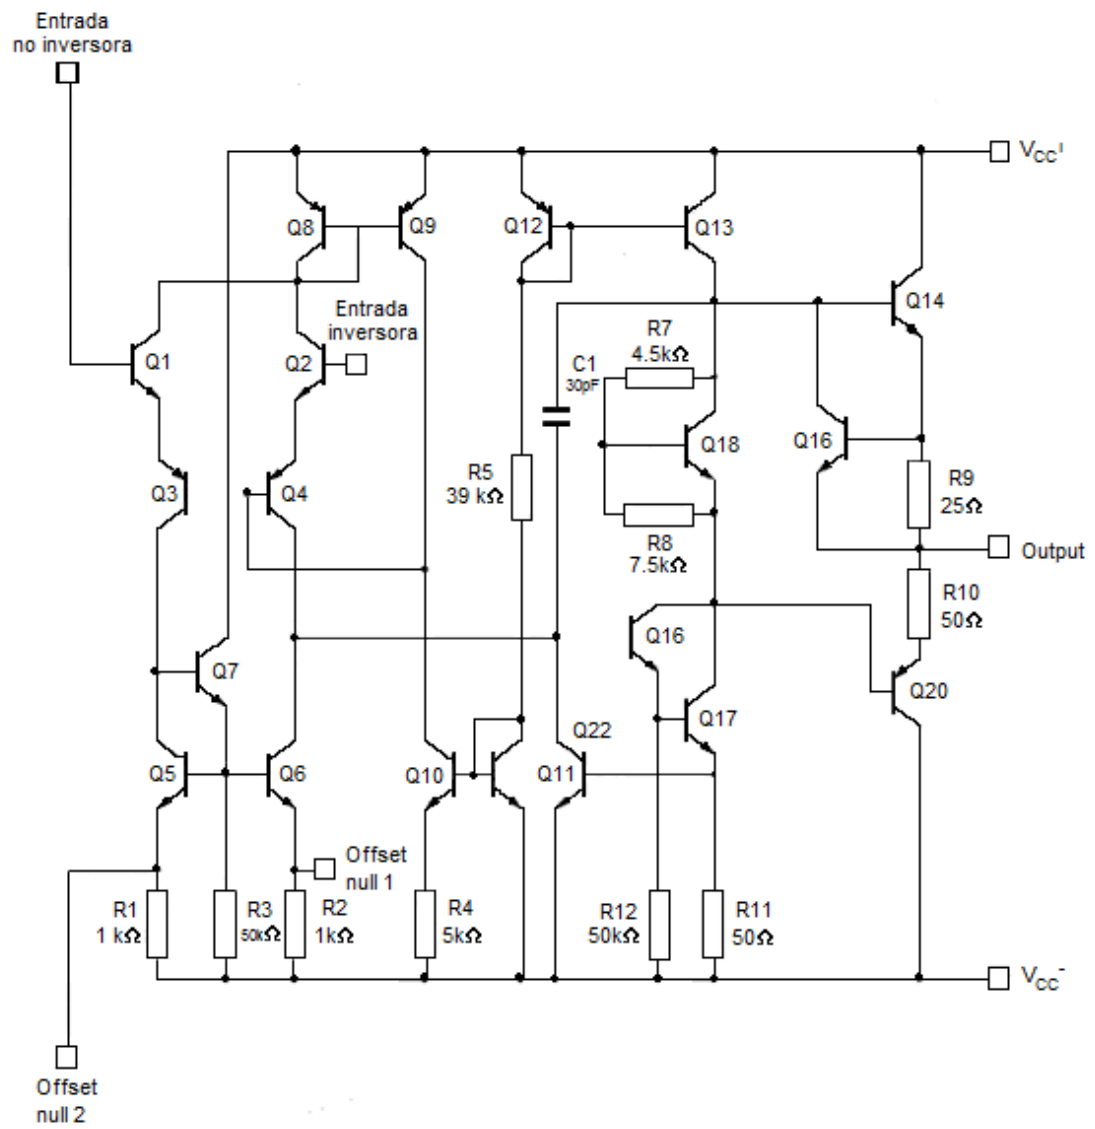 Entrada
no inversora
V_CC^I
Q8
Q9
Q12
Q13
Q14
Entrada
inversora
Q1
Q2
R7
4.5kΩ
C1
30pF
Q18
Q16
Q3
Q4
R5
39 kΩ
R9
25Ω
R8
7.5kΩ
Output
R10
50Ω
Q16
Q7
Q17
Q20
Q22
Q5
Q6
Q10
Q11
Offset
null 1
R1
1 kΩ
R3
50kΩ
R2
1kΩ
R4
5kΩ
R12
50kΩ
R11
50Ω
V_CC^-
Offset
null 2